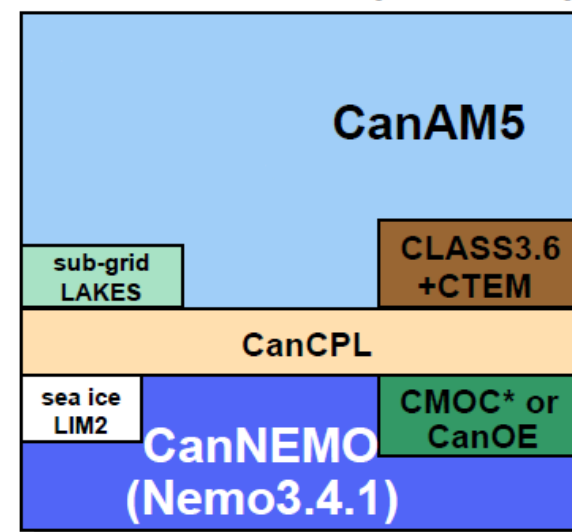 CanAM5
sub-grid
LAKES
CLASS3.6
+CTEM
CanCPL
sea ice
LIM2
CMOC* or
CanOE
CanNEMO
(Nemo3.4.1)